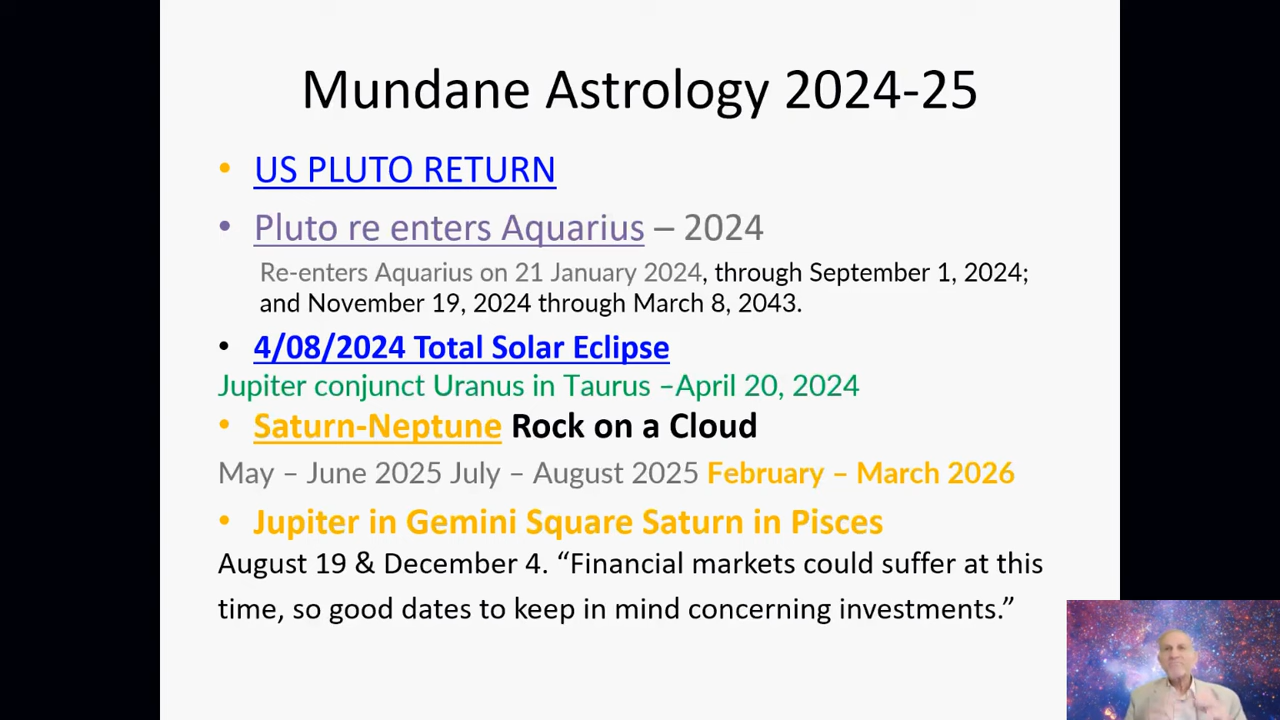 Mundane Astrology 2024-25
• US PLUTO RETURN
• Pluto re enters Aquarius – 2024
Re-enters Aquarius on 21 January 2024, through September 1, 2024;
and November 19, 2024 through March 8, 2043.
• 4/08/2024 Total Solar Eclipse
Jupiter conjunct Uranus in Taurus –April 20, 2024
• Saturn-Neptune Rock on a Cloud
May – June 2025 July – August 2025 February – March 2026
• Jupiter in Gemini Square Saturn in Pisces
August 19 & December 4. “Financial markets could suffer at this
time, so good dates to keep in mind concerning investments.”